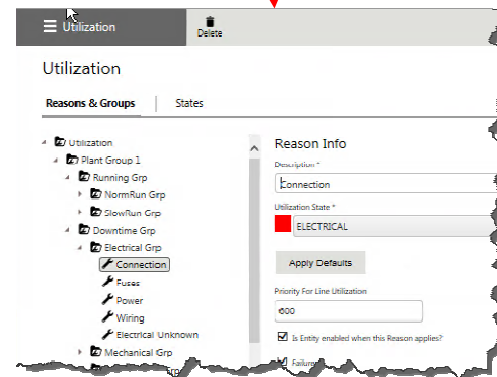 Utilization
Delete
Utilization
Reasons & Groups
States
Utilization
Plant Group 1
Running Grp
NormRun Grp
SlowRun Grp
Downtime Grp
Electrical Grp
Connection
Fuses
Power
Wiring
Electrical Unknown
Mechanical Grp
Grp
Reason Info
Description *
Connection
Utilization State *
ELECTRICAL
Apply Defaults
Priority For Line Utilization
600
Is Entity enabled when this Reason applies?